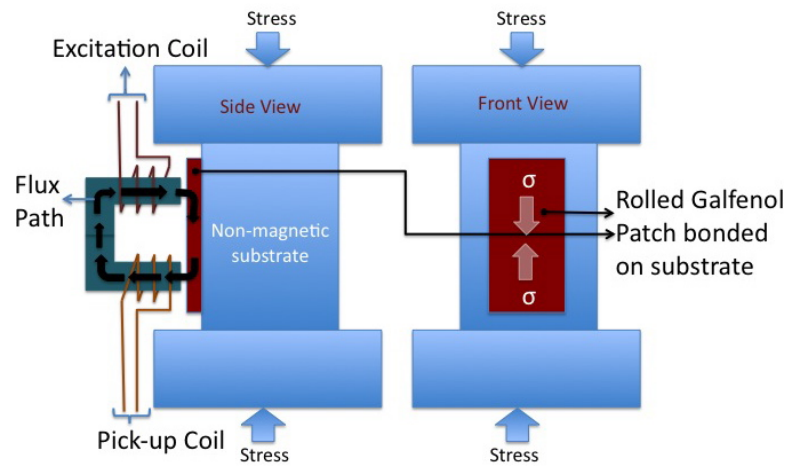 Stress
Stress
Excitation Coil
Side View
Front View
Flux
Path
σ
Rolled Galfenol
Patch bonded
on substrate
Non-magnetic
substrate
σ
Pick-up Coil
Stress
Stress